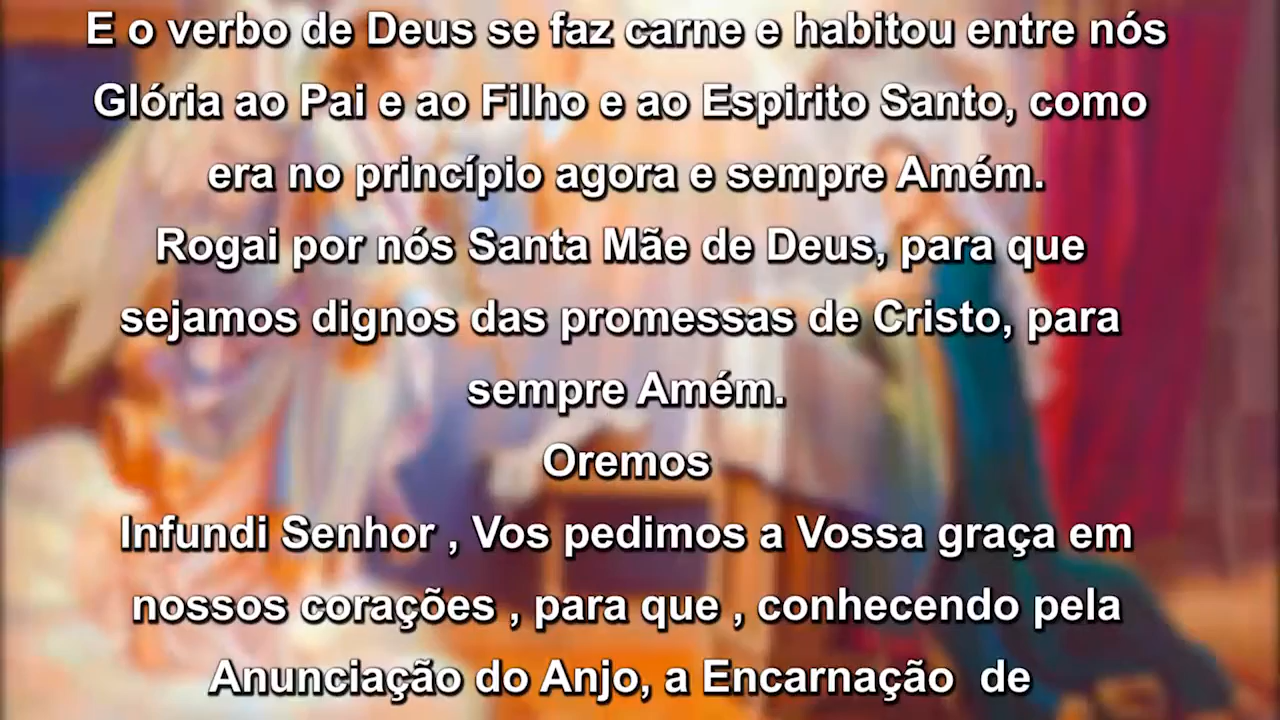 E o verbo de Deus se faz carne e habitou entre nós
Glória ao Pai e ao Filho e ao Espirito Santo, como
era no princípio agora e sempre Amém.
Rogai por nós Santa Mãe de Deus, para que
sejamos dignos das promessas de Cristo, para
sempre Amém.
Oremos
Infundi Senhor , Vos pedimos a Vossa graça em
nossos corações , para que , conhecendo pela
Anunciação do Anjo, a Encarnação  de